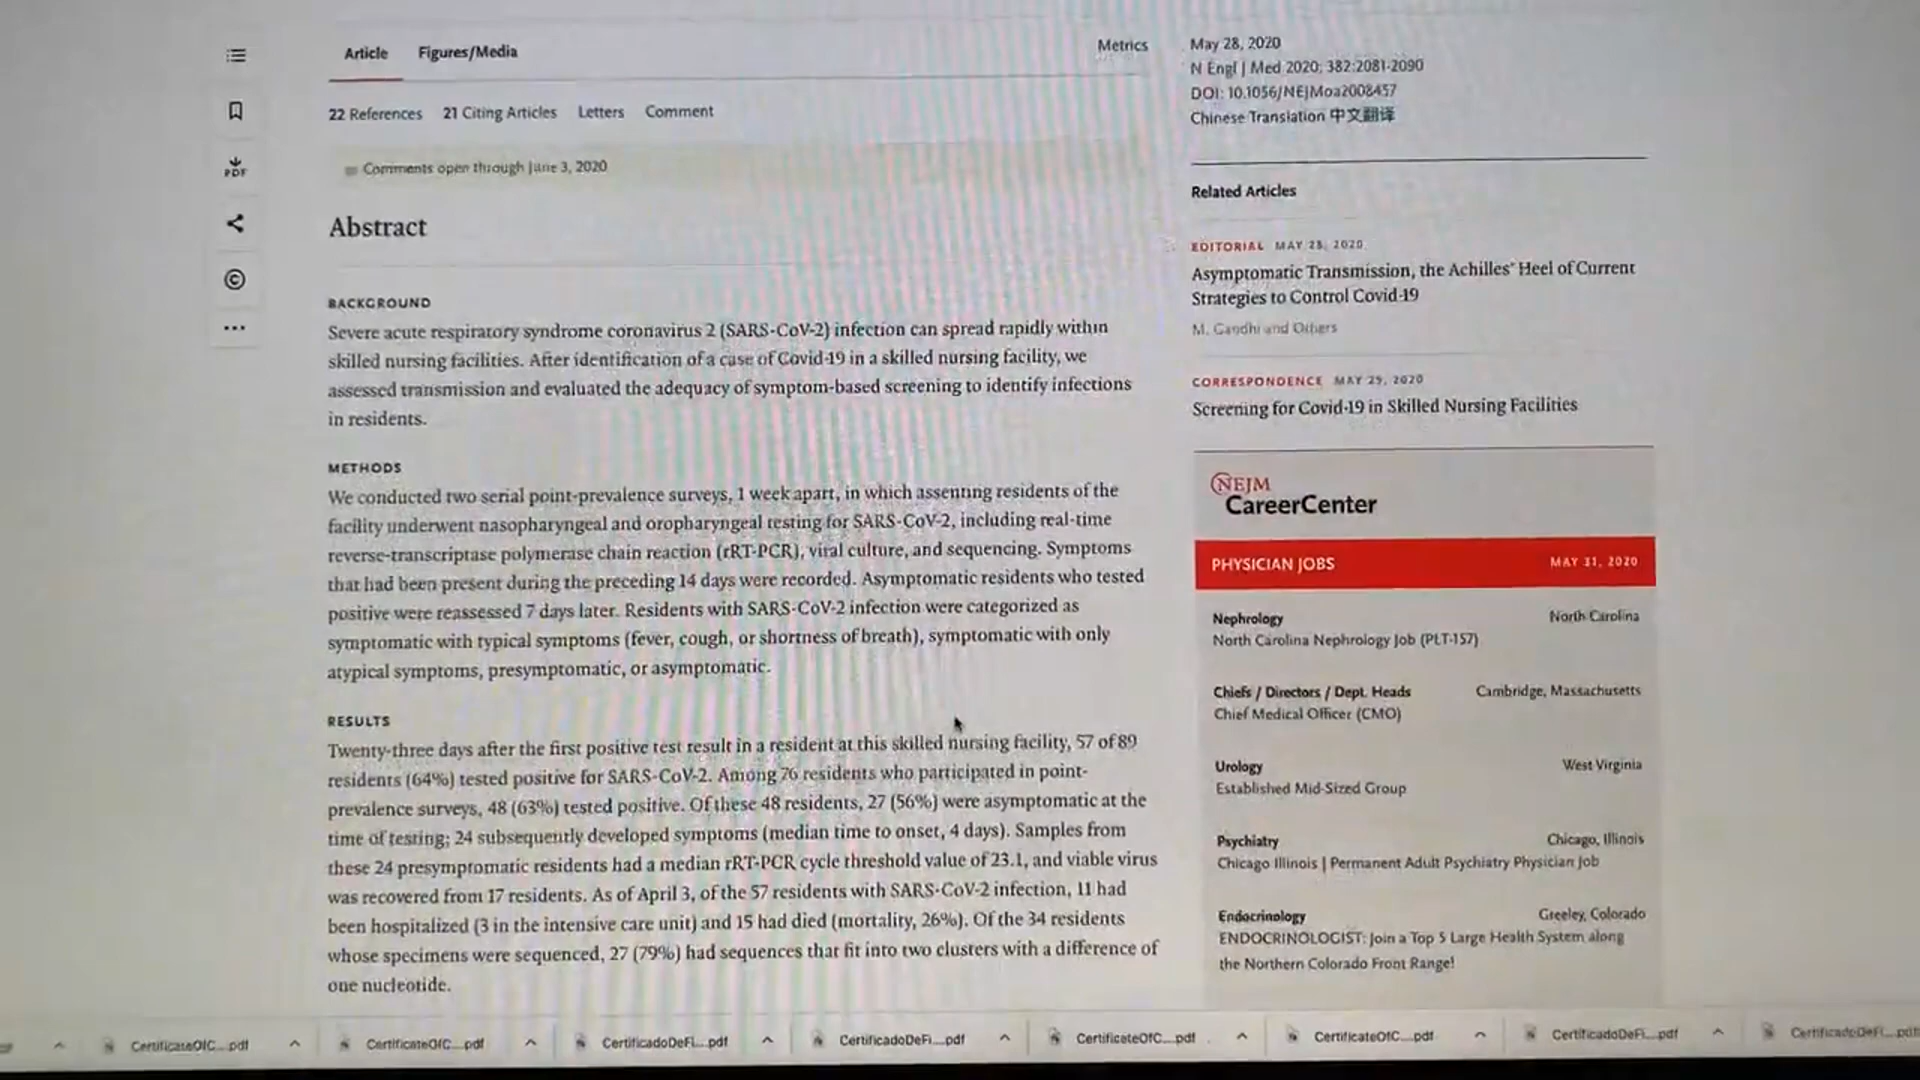 Article Figures/Media Metrics
22 References 21 Citing Articles Letters Comment
Comments open through June 3, 2020
Abstract
BACKGROUND
Severe acute respiratory syndrome coronavirus 2 (SARS-CoV-2) infection can spread rapidly within
skilled nursing facilities. After identification of a case of Covid-19 in a skilled nursing facility, we
assessed transmission and evaluated the adequacy of symptom-based screening to identify infections
in residents.
METHODS
We conducted two serial point-prevalence surveys, 1 week apart, in which assenting residents of the
facility underwent nasopharyngeal and oropharyngeal testing for SARS-CoV-2, including real-time
reverse-transcriptase polymerase chain reaction (rRT-PCR), viral culture, and sequencing. Symptoms
that had been present during the preceding 14 days were recorded. Asymptomatic residents who tested
positive were reassessed 7 days later. Residents with SARS-CoV-2 infection were categorized as
symptomatic with typical symptoms (fever, cough, or shortness of breath), symptomatic with only
atypical symptoms, presymptomatic, or asymptomatic.
RESULTS
Twenty-three days after the first positive test result in a resident at this skilled nursing facility, 57 of 89
residents (64%) tested positive for SARS-CoV-2. Among 76 residents who participated in point-
prevalence surveys, 48 (63%) tested positive. Of these 48 residents, 27 (56%) were asymptomatic at the
time of testing; 24 subsequently developed symptoms (median time to onset, 4 days). Samples from
these 24 presymptomatic residents had a median rRT-PCR cycle threshold value of 23.1, and viable virus
was recovered from 17 residents. As of April 3, of the 57 residents with SARS-CoV-2 infection, 11 had
been hospitalized (3 in the intensive care unit) and 15 had died (mortality, 26%). Of the 34 residents
whose specimens were sequenced, 27 (79%) had sequences that fit into two clusters with a difference of
one nucleotide.
PDF
May 28, 2020
N Engl J Med 2020; 382:2081-2090
DOI: 10.1056/NEJMoa2008457
Chinese Translation 中文翻译
Related Articles
EDITORIAL MAY 28, 2020
Asymptomatic Transmission, the Achilles' Heel of Current
Strategies to Control Covid-19
M. Gandhi and Others
CORRESPONDENCE MAY 29, 2020
Screening for Covid-19 in Skilled Nursing Facilities
NEJM
CareerCenter
PHYSICIAN JOBS MAY 31, 2020
Nephrology North Carolina
North Carolina Nephrology Job (PLT-157)
Chiefs / Directors / Dept. Heads Cambridge, Massachusetts
Chief Medical Officer (CMO)
Urology West Virginia
Established Mid-Sized Group
Psychiatry Chicago, Illinois
Chicago Illinois | Permanent Adult Psychiatry Physician Job
Endocrinology Greeley, Colorado
ENDOCRINOLOGIST: Join a Top 5 Large Health System along
the Northern Colorado Front Range!
CertificateOfC....pdf CertificateOfC....pdf CertificadoDeFi....pdf CertificadoDeFi....pdf CertificateOfC....pdf CertificateOfC....pdf CertificadoDeFi....pdf CertificadoDeFi....pdf